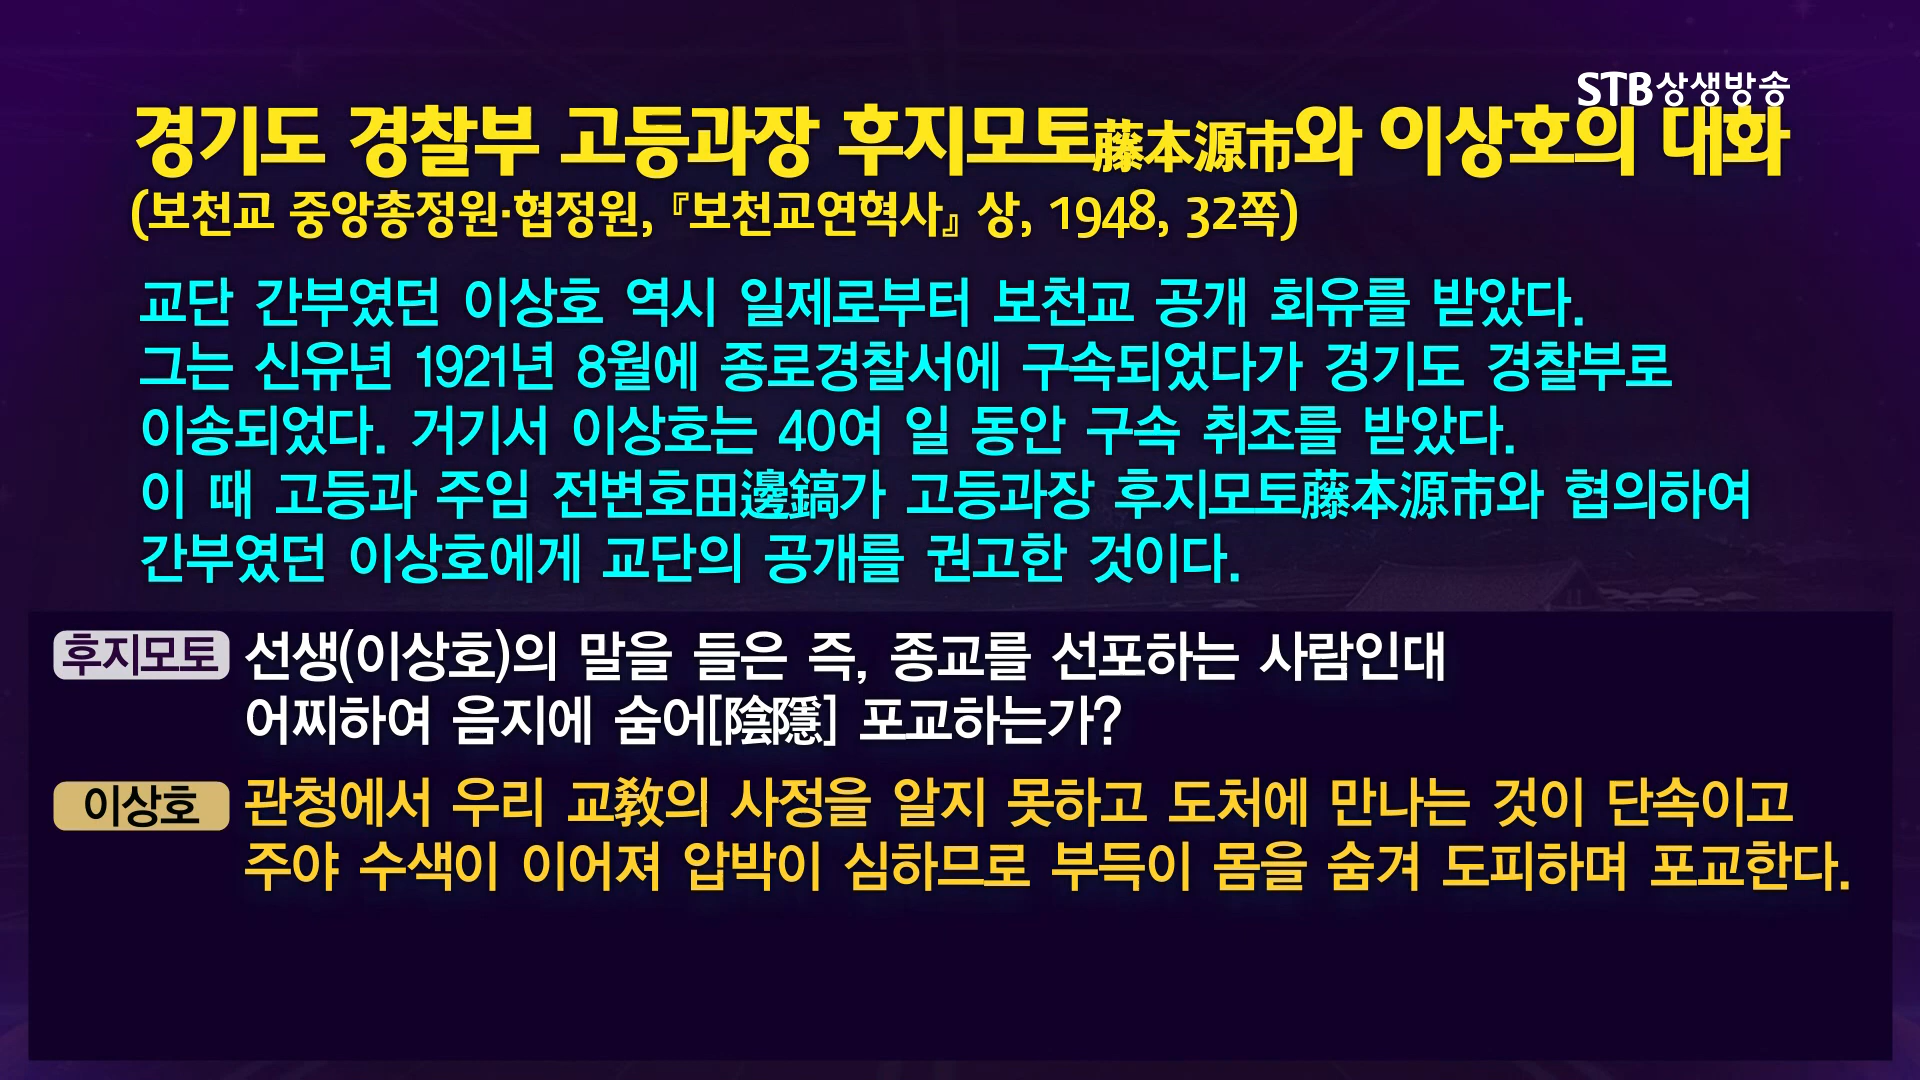 STB상생방송
경기도 경찰부 고등과장 후지모토藤本源市와 이상호의 대화
(보천교 중앙총정원·협정원, 『보천교연혁사』 상, 1948, 32쪽)
교단 간부였던 이상호 역시 일제로부터 보천교 공개 회유를 받았다.
그는 신유년 1921년 8월에 종로경찰서에 구속되었다가 경기도 경찰부로
이송되었다. 거기서 이상호는 40여 일 동안 구속 취조를 받았다.
이 때 고등과 주임 전변호田邊鎬가 고등과장 후지모토藤本源市와 협의하여
간부였던 이상호에게 교단의 공개를 권고한 것이다.
후지모토 선생(이상호)의 말을 들은 즉, 종교를 선포하는 사람인대
어찌하여 음지에 숨어[陰隱] 포교하는가?
이상호 관청에서 우리 교敎의 사정을 알지 못하고 도처에 만나는 것이 단속이고
주야 수색이 이어져 압박이 심하므로 부득이 몸을 숨겨 도피하며 포교한다.